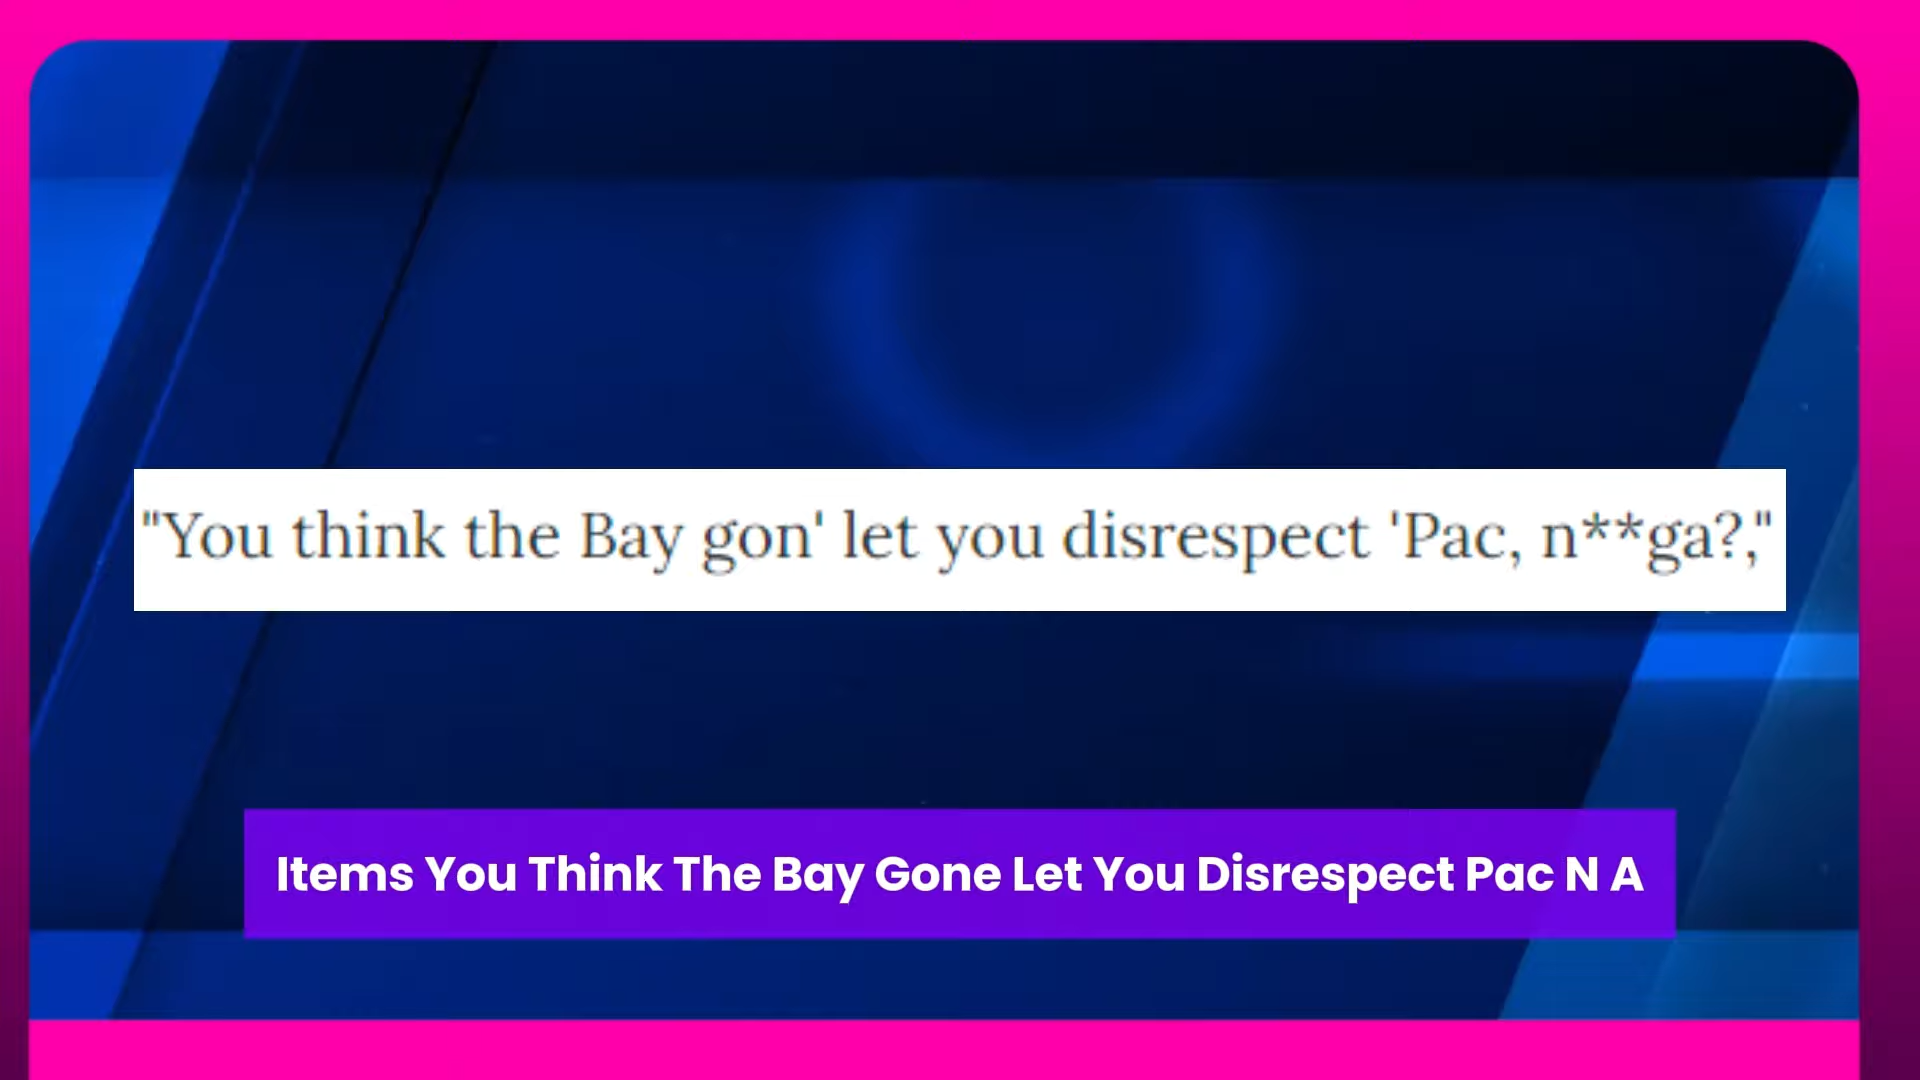 "You think the Bay gon' let you disrespect 'Pac, n**ga?,"
Items You Think The Bay Gone Let You Disrespect Pac N A